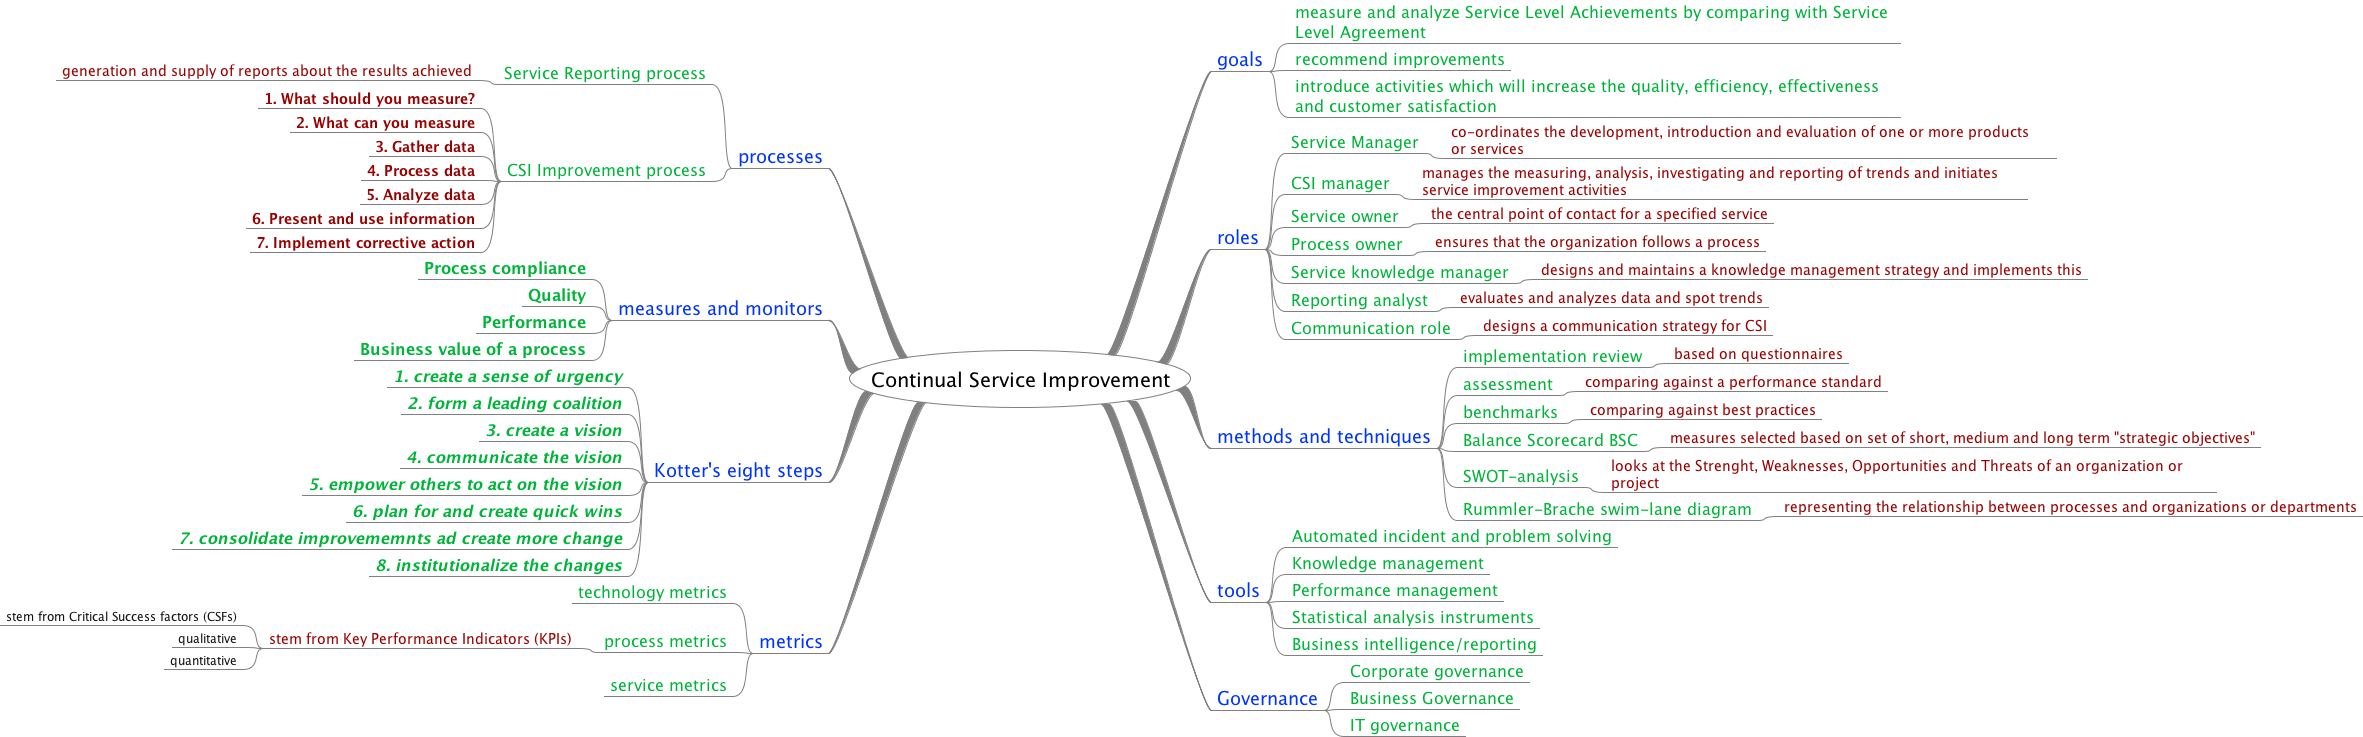 Continual Service Improvement
goals
measure and analyze Service Level Achievements by comparing with Service
Level Agreement
recommend improvements
introduce activities which will increase the quality, efficiency, effectiveness
and customer satisfaction
roles
Service Manager
co-ordinates the development, introduction and evaluation of one or more products
or services
CSI manager
manages the measuring, analysis, investigating and reporting of trends and initiates
service improvement activities
Service owner
the central point of contact for a specified service
Process owner
ensures that the organization follows a process
Service knowledge manager
designs and maintains a knowledge management strategy and implements this
Reporting analyst
evaluates and analyzes data and spot trends
Communication role
designs a communication strategy for CSI
methods and techniques
implementation review
based on questionnaires
assessment
comparing against a performance standard
benchmarks
comparing against best practices
Balance Scorecard BSC
measures selected based on set of short, medium and long term "strategic objectives"
SWOT-analysis
looks at the Strenght, Weaknesses, Opportunities and Threats of an organization or
project
Rummler-Brache swim-lane diagram
representing the relationship between processes and organizations or departments
tools
Automated incident and problem solving
Knowledge management
Performance management
Statistical analysis instruments
Business intelligence/reporting
Governance
Corporate governance
Business Governance
IT governance
processes
Service Reporting process
generation and supply of reports about the results achieved
CSI Improvement process
1. What should you measure?
2. What can you measure
3. Gather data
4. Process data
5. Analyze data
6. Present and use information
7. Implement corrective action
measures and monitors
Process compliance
Quality
Performance
Business value of a process
Kotter's eight steps
1. create a sense of urgency
2. form a leading coalition
3. create a vision
4. communicate the vision
5. empower others to act on the vision
6. plan for and create quick wins
7. consolidate improvememnts ad create more change
8. institutionalize the changes
metrics
technology metrics
process metrics
stem from Key Performance Indicators (KPIs)
stem from Critical Success factors (CSFs)
qualitative
quantitative
service metrics